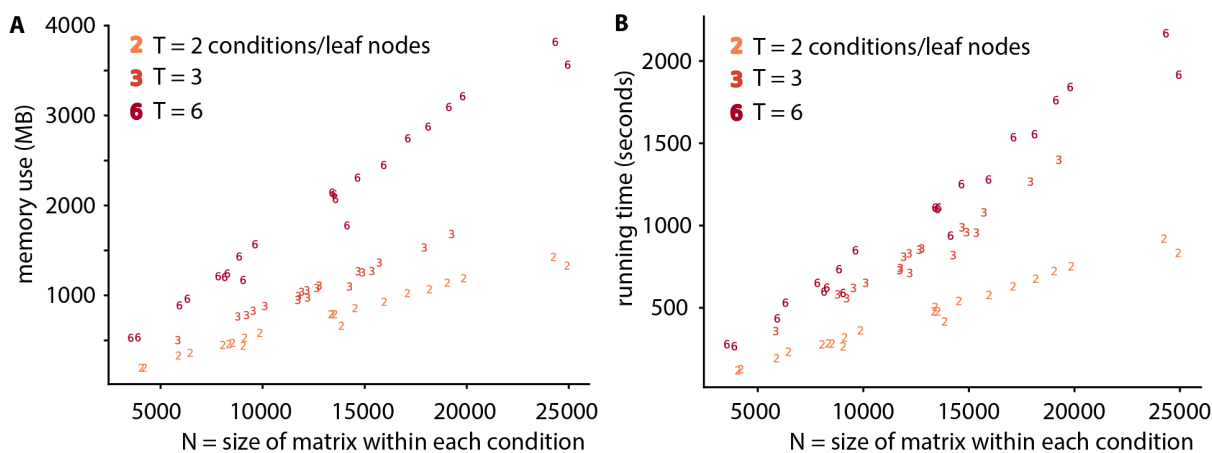 A
memory use (MB)
4000
3000
2000
1000
2 T = 2 conditions/leaf nodes
3 T = 3
6 T = 6
5000 10000 15000 20000 25000
N = size of matrix within each condition
B
running time (seconds)
2000
1500
1000
500
2 T = 2 conditions/leaf nodes
3 T = 3
6 T = 6
5000 10000 15000 20000 25000
N = size of matrix within each condition